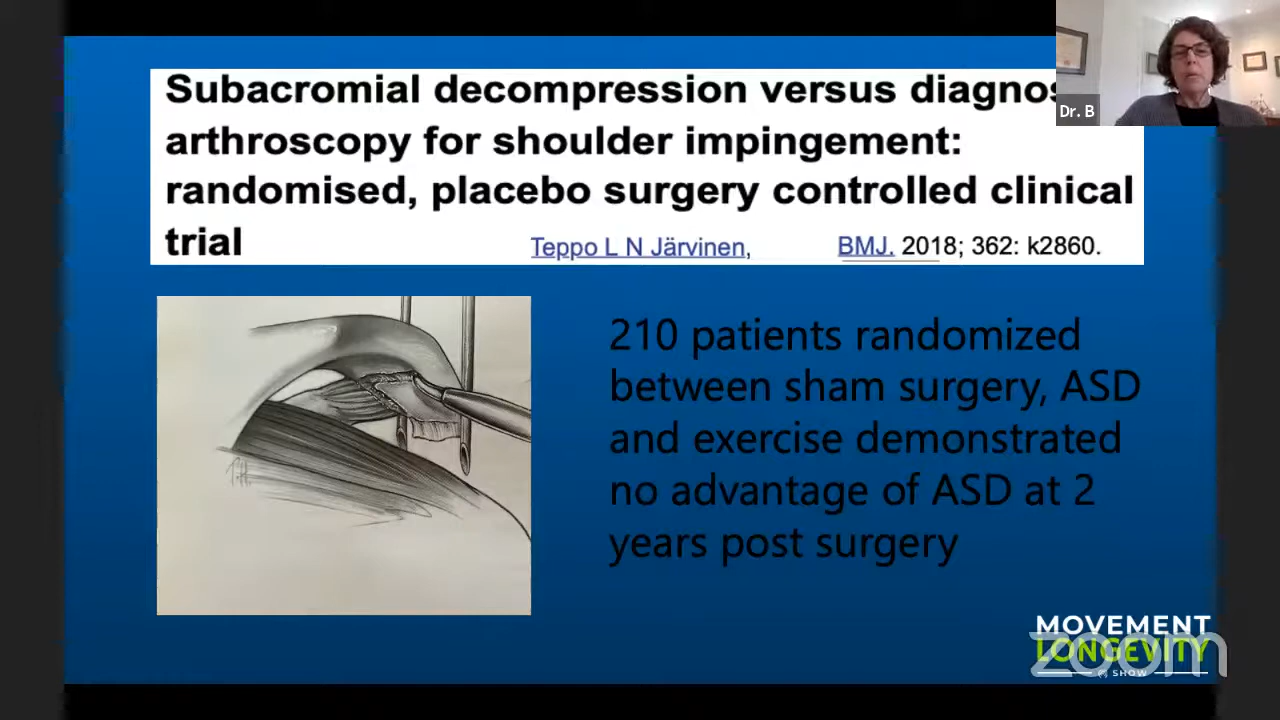 Subacromial decompression versus
arthroscopy for shoulder impingement:
randomised, placebo surgery controlled clinical
trial
Teppo L N Järvinen, BMJ. 2018; 362: k2860.
Dr. B
210 patients randomized
between sham surgery, ASD
and exercise demonstrated
no advantage of ASD at 2
years post surgery
MOVEMENT
LONGEVITY
SHOW
zoom